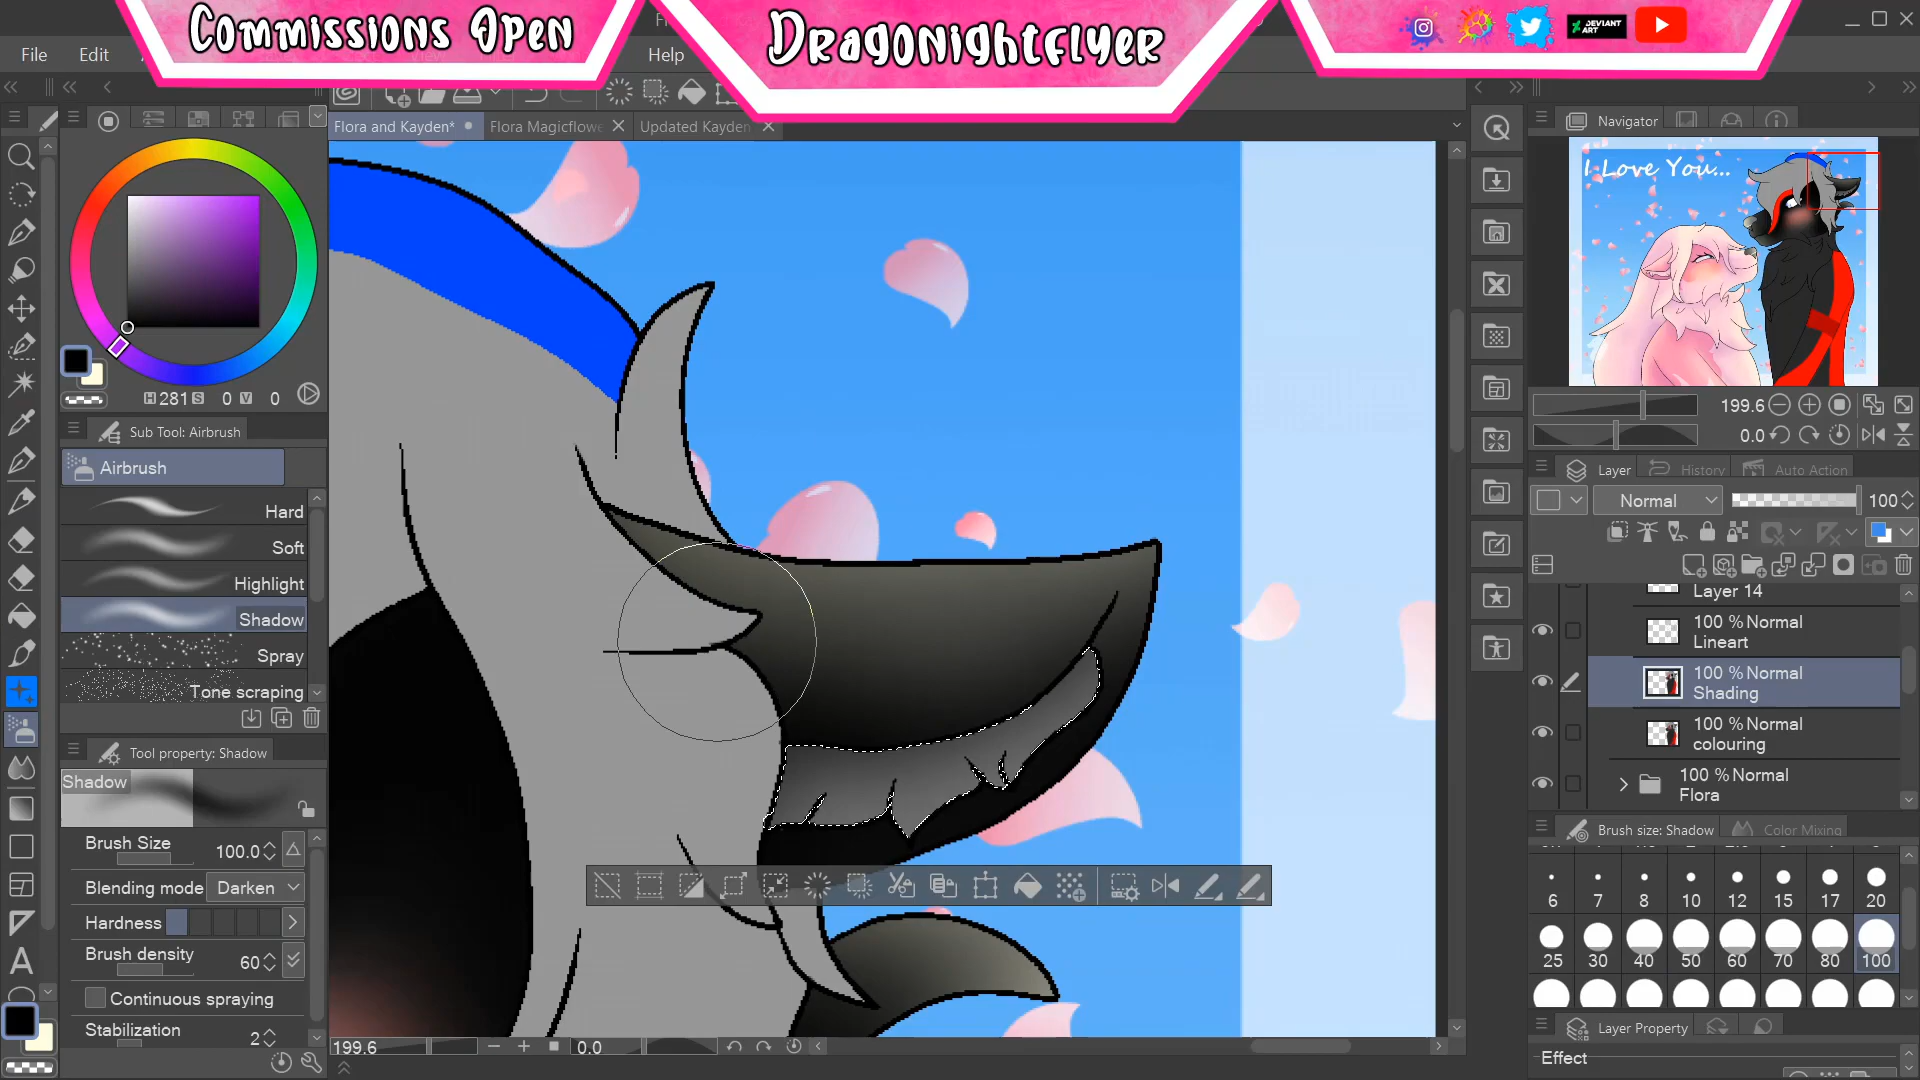 Commissions Open
Dragonightflyer
DEVIANT
ART
File
Edit
Help
Flora and Kayden*
Flora Magicflowe
Updated Kayden
Navigator
I Love You...
H 281 S 0 V 0
Sub Tool: Airbrush
Airbrush
Hard
Soft
Highlight
Shadow
Spray
Tone scraping
Tool property: Shadow
Shadow
Brush Size
100.0
Blending mode
Darken
Hardness
Brush density
60
Continuous spraying
Stabilization
2
199.6
0.0
199.6
0.0
Layer
History
Auto Action
Normal
100
Layer 14
100 % Normal
Lineart
100 % Normal
Shading
100 % Normal
colouring
100 % Normal
Flora
Brush size: Shadow
Color Mixing
6 7 8 10 12 15 17 20
25 30 40 50 60 70 80 100
Layer Property
Effect